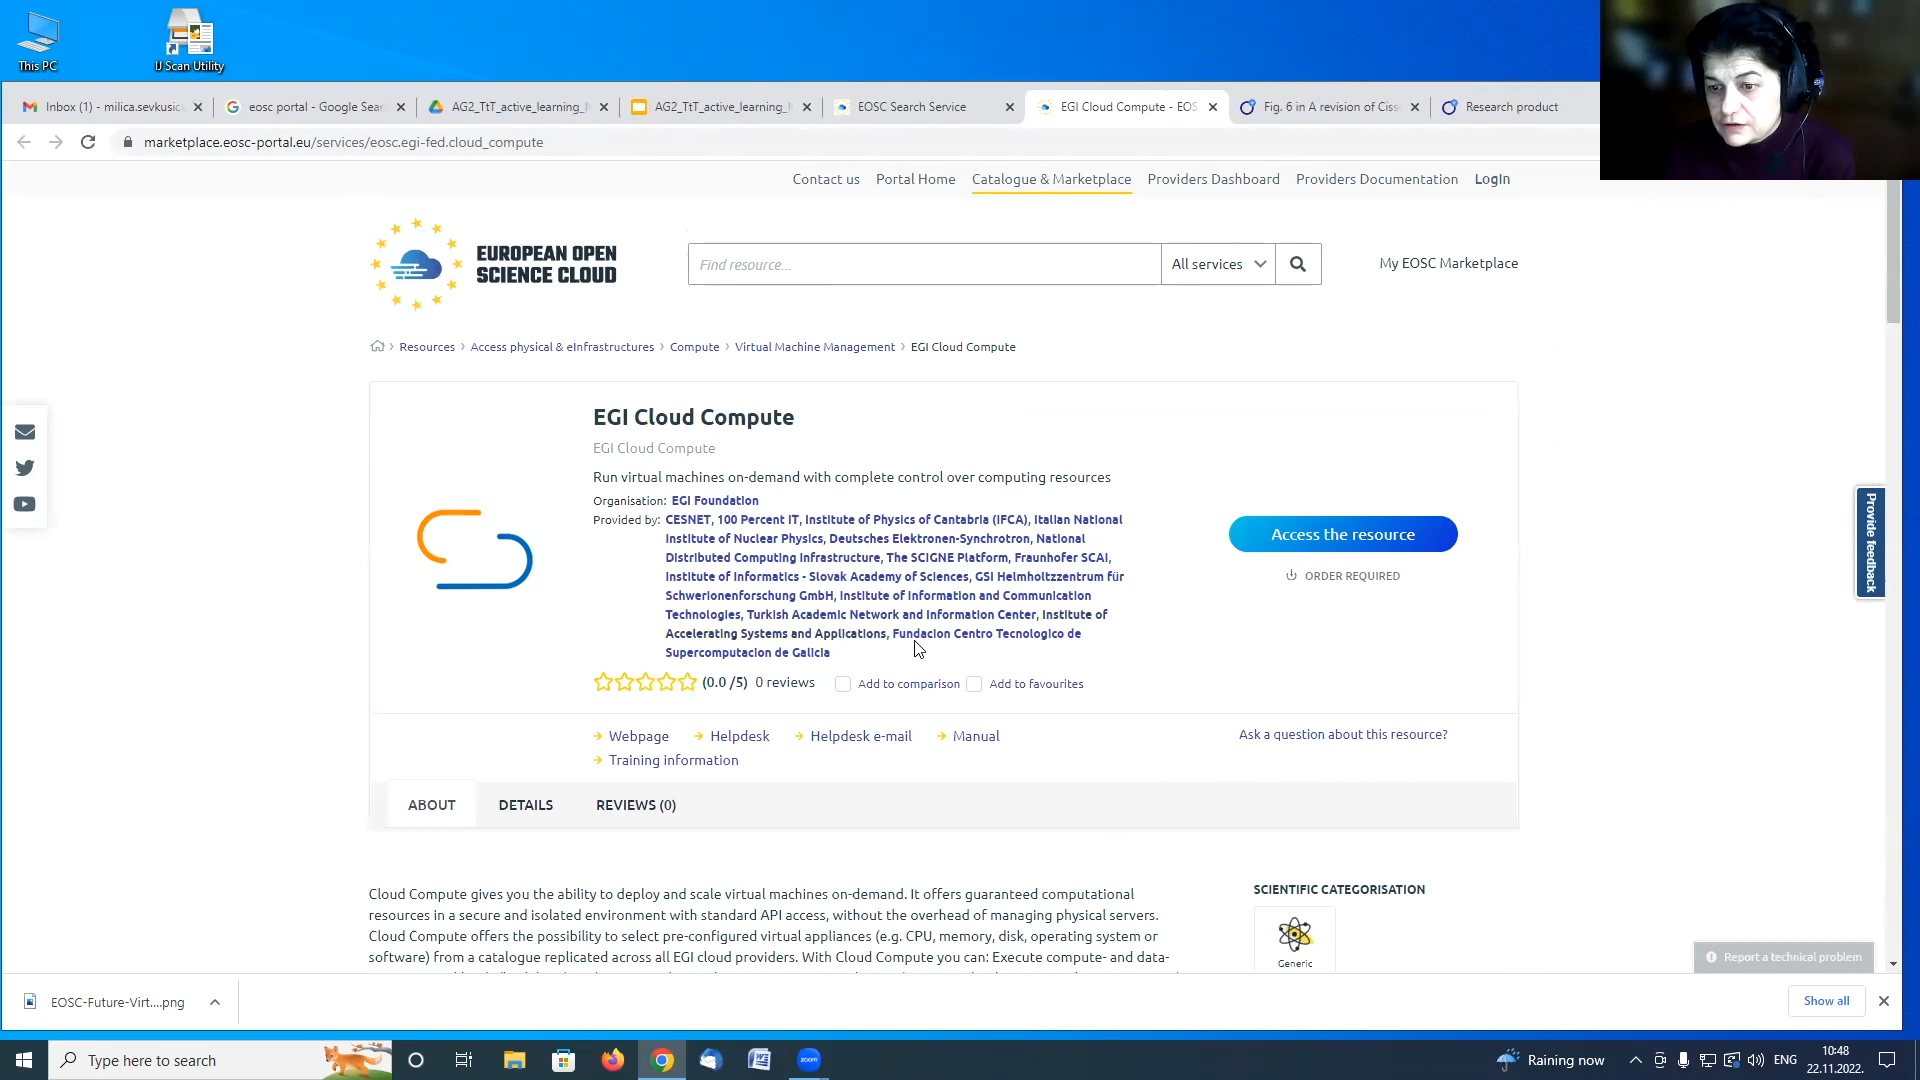 This PC
IJ Scan Utility
Inbox (1) - milica.sevkusic
eosc portal - Google Sear
AG2_TtT_active_learning_
AG2_TtT_active_learning_
EOSC Search Service
EGI Cloud Compute - EOS
Fig. 6 in A revision of Ciss
Research product
marketplace.eosc-portal.eu/services/eosc.egi-fed.cloud_compute
Contact us
Portal Home
Catalogue & Marketplace
Providers Dashboard
Providers Documentation
Login
EUROPEAN OPEN
SCIENCE CLOUD
Find resource...
All services
My EOSC Marketplace
Resources › Access physical & eInfrastructures › Compute › Virtual Machine Management › EGI Cloud Compute
EGI Cloud Compute
EGI Cloud Compute
Run virtual machines on-demand with complete control over computing resources
Organisation: EGI Foundation
Provided by: CESNET, 100 Percent IT, Institute of Physics of Cantabria (IFCA), Italian National
Institute of Nuclear Physics, Deutsches Elektronen-Synchrotron, National
Distributed Computing Infrastructure, The SCIGNE Platform, Fraunhofer SCAI,
Institute of Informatics - Slovak Academy of Sciences, GSI Helmholtzzentrum für
Schwerionenforschung GmbH, Institute of Information and Communication
Technologies, Turkish Academic Network and Information Center, Institute of
Accelerating Systems and Applications, Fundacion Centro Tecnologico de
Supercomputacion de Galicia
Access the resource
ORDER REQUIRED
(0.0 /5) 0 reviews
Add to comparison
Add to favourites
Webpage
Helpdesk
Helpdesk e-mail
Manual
Training information
Ask a question about this resource?
Provide feedback
ABOUT
DETAILS
REVIEWS (0)
Cloud Compute gives you the ability to deploy and scale virtual machines on-demand. It offers guaranteed computational
resources in a secure and isolated environment with standard API access, without the overhead of managing physical servers.
Cloud Compute offers the possibility to select pre-configured virtual appliances (e.g. CPU, memory, disk, operating system or
software) from a catalogue replicated across all EGI cloud providers. With Cloud Compute you can: Execute compute- and data-
SCIENTIFIC CATEGORISATION
Generic
Report a technical problem
EOSC-Future-Virt....png
Show all
Type here to search
zoom
Raining now
ENG
10:48
22.11.2022.